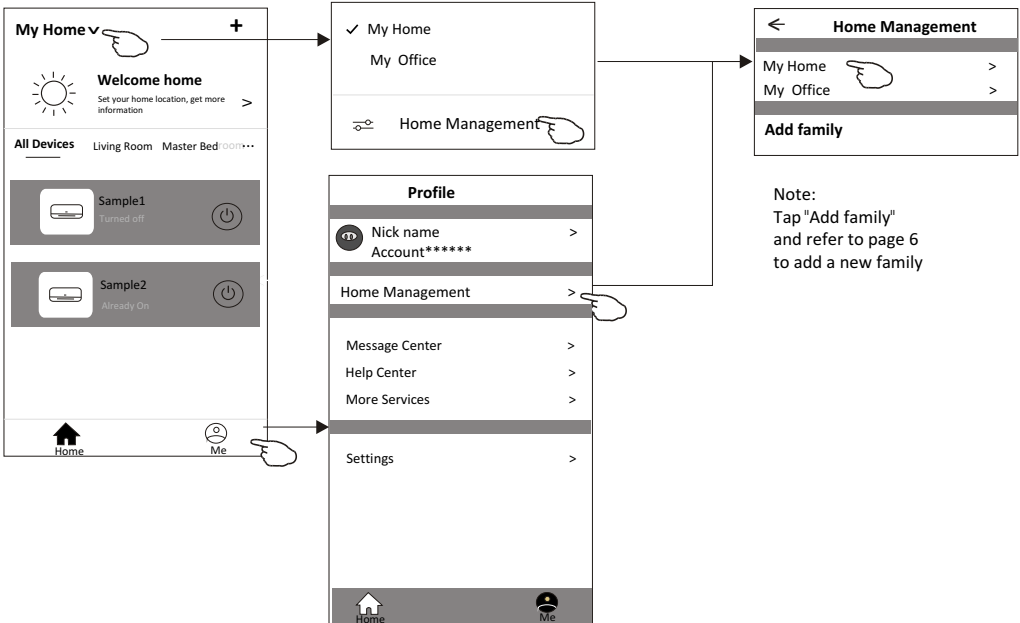 My Home
+
Welcome home
Set your home location, get more
information
>
All Devices Living Room Master Bedroom ...
Sample1
Turned off
Sample2
Already On
Home
Me
✓ My Home
My Office
Home Management
Profile
Nick name >
Account******
Home Management >
Message Center >
Help Center >
More Services >
Settings >
Home
Me
← Home Management
My Home >
My Office >
Add family
Note:
Tap "Add family"
and refer to page 6
to add a new family